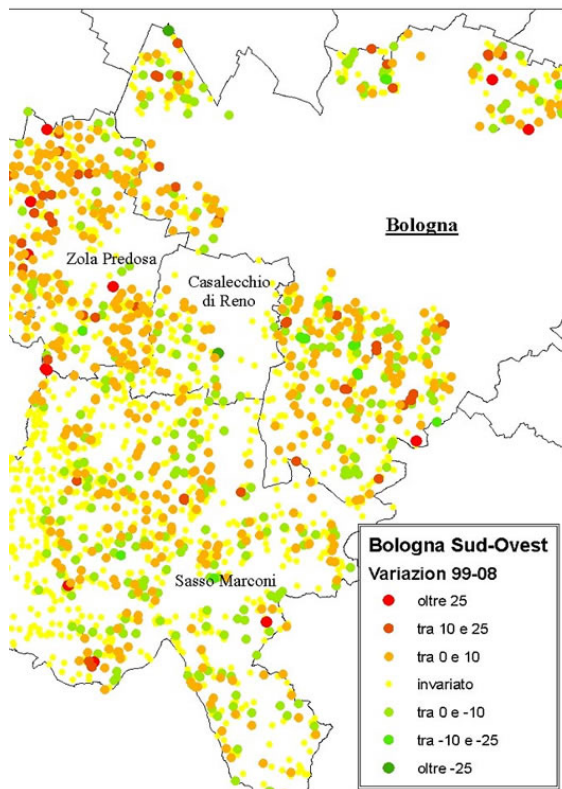 Bologna
Zola Predosa
Casalecchio
di Reno
Sasso Marconi
Bologna Sud-Ovest
Variazion 99-08
oltre 25
tra 10 e 25
tra 0 e 10
invariato
tra 0 e -10
tra -10 e -25
oltre -25